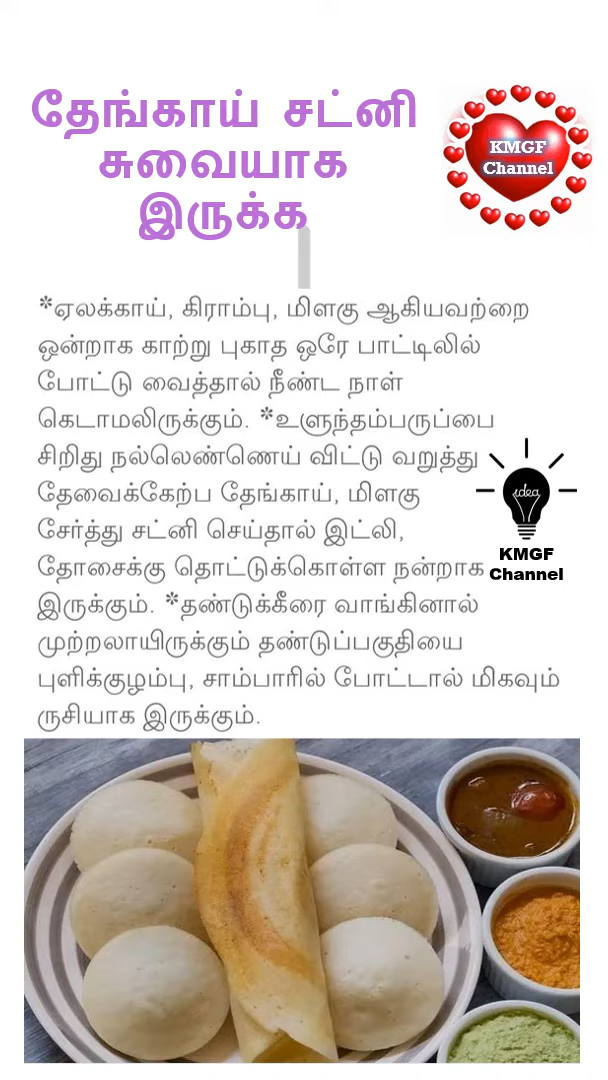 தேங்காய் சட்னி
சுவையாக
இருக்க
KMGF
Channel
*ஏலக்காய், கிராம்பு, மிளகு ஆகியவற்றை
ஒன்றாக காற்று புகாத ஒரே பாட்டிலில்
போட்டு வைத்தால் நீண்ட நாள்
கெடாமலிருக்கும். *உளுந்தம்பருப்பை
சிறிது நல்லெண்ணெய் விட்டு வறுத்து
தேவைக்கேற்ப தேங்காய், மிளகு
சேர்த்து சட்னி செய்தால் இட்லி,
தோசைக்கு தொட்டுக்கொள்ள நன்றாக
இருக்கும். *தண்டுக்கீரை வாங்கினால்
முற்றலாயிருக்கும் தண்டுப்பகுதியை
புளிக்குழம்பு, சாம்பாரில் போட்டால் மிகவும்
ருசியாக இருக்கும்.
idea
KMGF
Channel